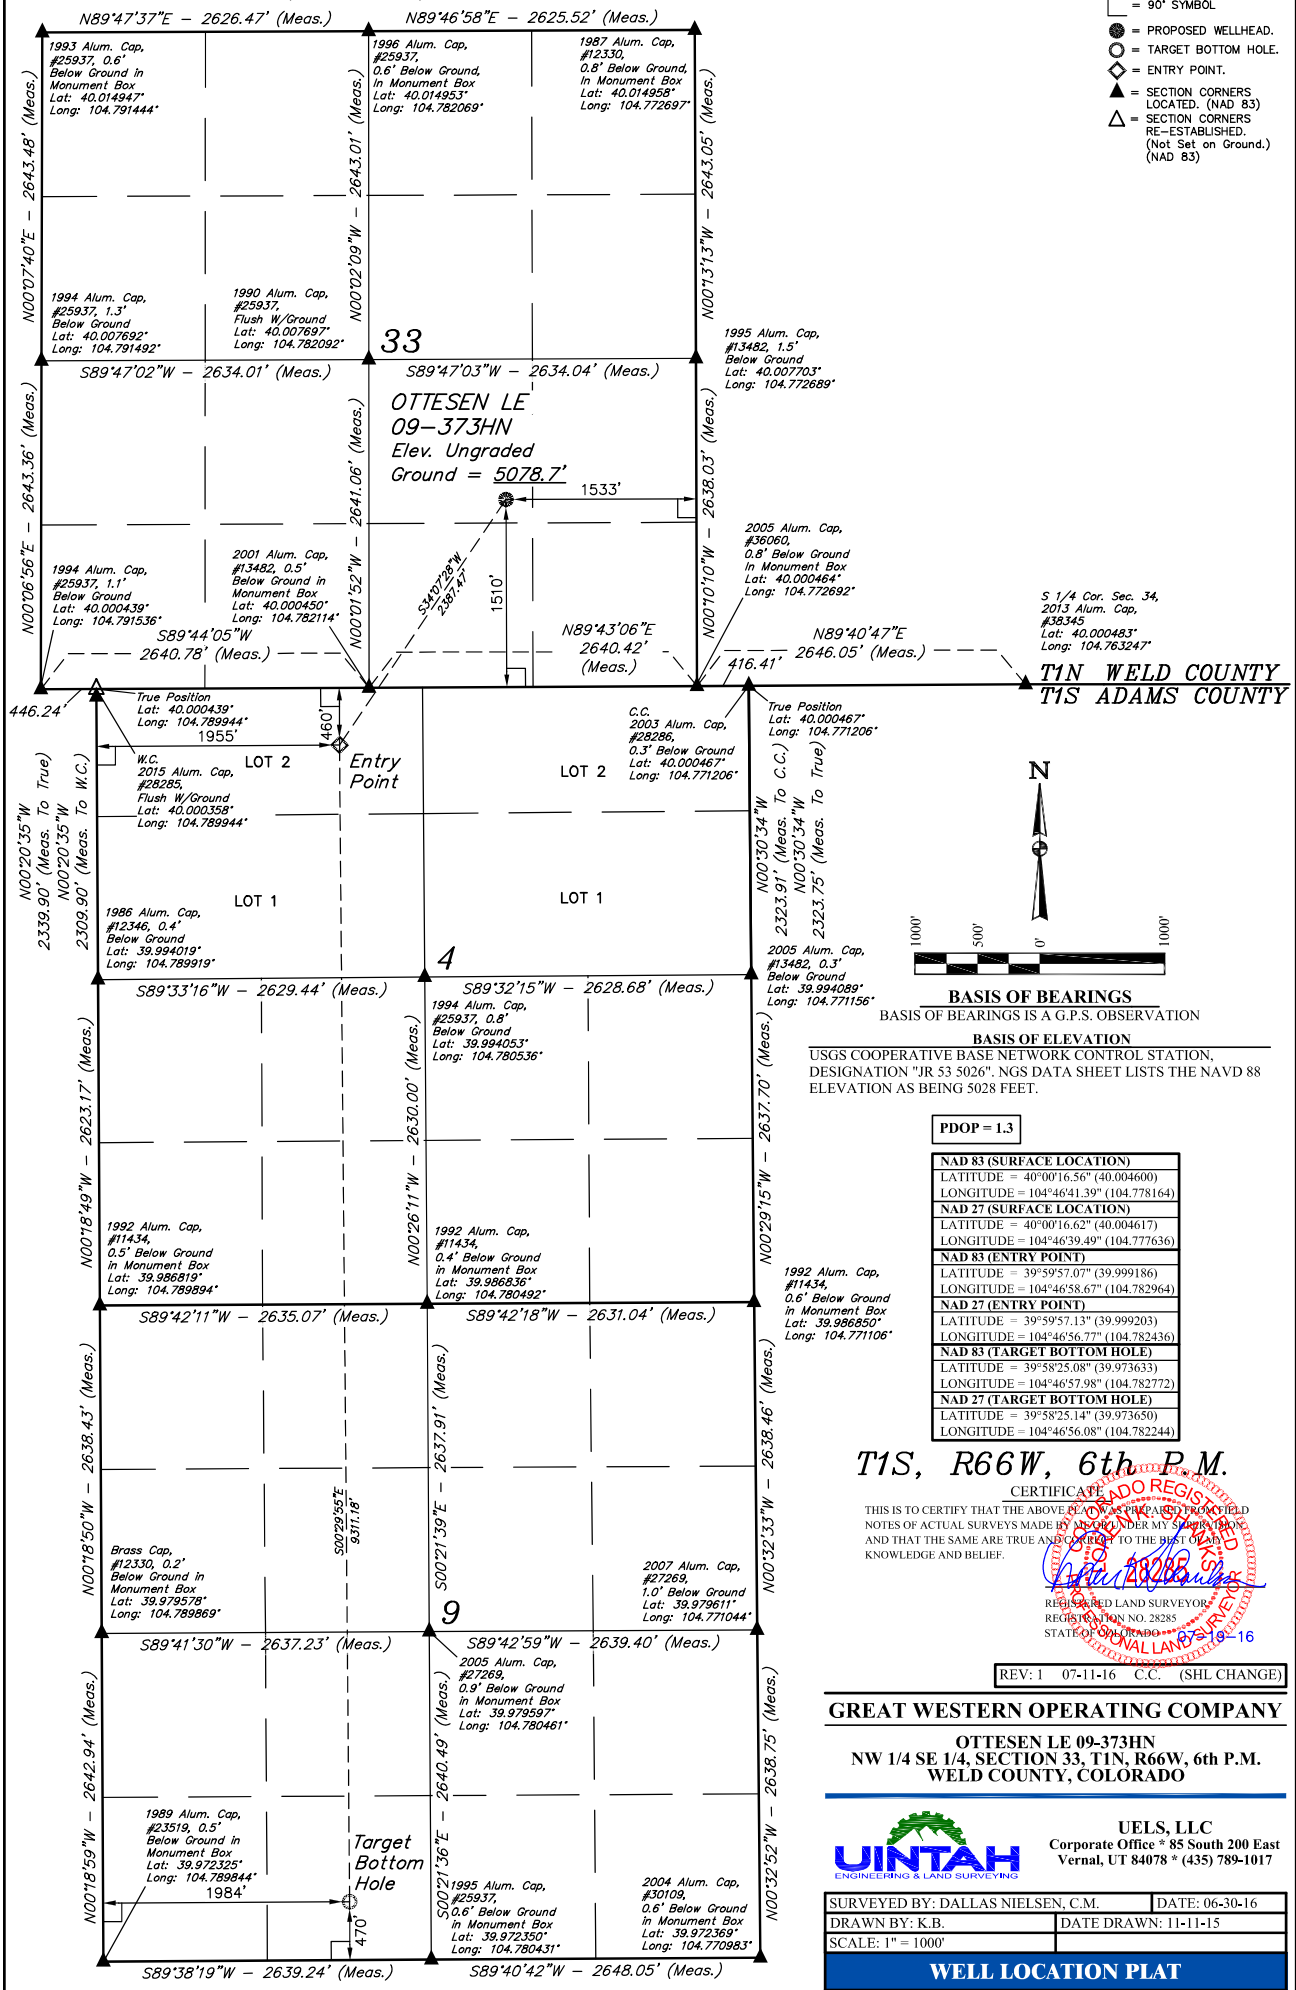 N89°47'37"E - 2626.47' (Meas.)
N89°46'58"E - 2625.52' (Meas.)
= 90° SYMBOL
= PROPOSED WELLHEAD.
= TARGET BOTTOM HOLE.
= ENTRY POINT.
= SECTION CORNERS
LOCATED. (NAD 83)
= SECTION CORNERS
RE-ESTABLISHED.
(Not Set on Ground.)
(NAD 83)
1993 Alum. Cap,
#25937, 0.6'
Below Ground in
Monument Box
Lat: 40.014947°
Long: 104.791444°
1996 Alum. Cap,
#25937,
0.6' Below Ground,
In Monument Box
Lat: 40.014953°
Long: 104.782069°
1987 Alum. Cap,
#12330,
0.8' Below Ground,
In Monument Box
Lat: 40.014958°
Long: 104.772697°
N00°07'40"E - 2643.48' (Meas.)
N00°02'09"W - 2643.01' (Meas.)
N00°13'13"W - 2643.05' (Meas.)
1994 Alum. Cap,
#25937, 1.3'
Below Ground
Lat: 40.007692°
Long: 104.791492°
1990 Alum. Cap,
#25937,
Flush W/Ground
Lat: 40.007697°
Long: 104.782092°
33
1995 Alum. Cap,
#13482, 1.5'
Below Ground
Lat: 40.007703°
Long: 104.772689°
S89°47'02"W - 2634.01' (Meas.)
S89°47'03"W - 2634.04' (Meas.)
OTTESEN LE
09-373HN
Elev. Ungraded
Ground = 5078.7'
1533'
1510'
S34°07'28"W
2387.47'
N00°06'56"E - 2643.36' (Meas.)
N00°01'52"W - 2641.06' (Meas.)
N00°10'10"W - 2638.03' (Meas.)
1994 Alum. Cap,
#25937, 1.1'
Below Ground
Lat: 40.000439°
Long: 104.791536°
2001 Alum. Cap,
#13482, 0.5'
Below Ground in
Monument Box
Lat: 40.000450°
Long: 104.782114°
2005 Alum. Cap,
#36060,
0.8' Below Ground
In Monument Box
Lat: 40.000464°
Long: 104.772692°
S 1/4 Cor. Sec. 34,
2013 Alum. Cap,
#38345
Lat: 40.000483°
Long: 104.763247°
S89°44'05"W
2640.78' (Meas.)
N89°43'06"E
2640.42'
(Meas.)
N89°40'47"E
2646.05' (Meas.)
416.41'
T1N WELD COUNTY
T1S ADAMS COUNTY
446.24'
True Position
Lat: 40.000439°
Long: 104.789944°
1955'
460'
Entry
Point
W.C.
2015 Alum. Cap,
#28285,
Flush W/Ground
Lat: 40.000358°
Long: 104.789944°
LOT 2
LOT 2
C.C.
2003 Alum. Cap,
#28286,
0.3' Below Ground
Lat: 40.000467°
Long: 104.771206°
True Position
Lat: 40.000467°
Long: 104.771206°
N00°20'35"W
2339.90' (Meas. To True)
N00°20'35"W
2309.90' (Meas. To W.C.)
N00°30'34"W
2323.91' (Meas. To C.C.)
N00°30'34"W
2323.75' (Meas. To True)
LOT 1
LOT 1
1986 Alum. Cap,
#12346, 0.4'
Below Ground
Lat: 39.994019°
Long: 104.789919°
4
2005 Alum. Cap,
#13482, 0.3'
Below Ground
Lat: 39.994089°
Long: 104.771156°
N
1000'
500'
0'
1000'
S89°33'16"W - 2629.44' (Meas.)
S89°32'15"W - 2628.68' (Meas.)
1994 Alum. Cap,
#25937, 0.8'
Below Ground
Lat: 39.994053°
Long: 104.780536°
BASIS OF BEARINGS
BASIS OF BEARINGS IS A G.P.S. OBSERVATION
BASIS OF ELEVATION
USGS COOPERATIVE BASE NETWORK CONTROL STATION,
DESIGNATION "JR 53 5026". NGS DATA SHEET LISTS THE NAVD 88
ELEVATION AS BEING 5028 FEET.
N00°18'49"W - 2623.17' (Meas.)
N00°26'11"W - 2630.00' (Meas.)
N00°29'15"W - 2637.70' (Meas.)
PDOP = 1.3
NAD 83 (SURFACE LOCATION)
LATITUDE = 40°00'16.56" (40.004600)
LONGITUDE = 104°46'41.39" (104.778164)
NAD 27 (SURFACE LOCATION)
LATITUDE = 40°00'16.62" (40.004617)
LONGITUDE = 104°46'39.49" (104.777636)
NAD 83 (ENTRY POINT)
LATITUDE = 39°59'57.07" (39.999186)
LONGITUDE = 104°46'58.67" (104.782964)
NAD 27 (ENTRY POINT)
LATITUDE = 39°59'57.13" (39.999203)
LONGITUDE = 104°46'56.77" (104.782436)
NAD 83 (TARGET BOTTOM HOLE)
LATITUDE = 39°58'25.08" (39.973633)
LONGITUDE = 104°46'57.98" (104.782772)
NAD 27 (TARGET BOTTOM HOLE)
LATITUDE = 39°58'25.14" (39.973650)
LONGITUDE = 104°46'56.08" (104.782244)
1992 Alum. Cap,
#11434,
0.5' Below Ground
in Monument Box
Lat: 39.986819°
Long: 104.789894°
1992 Alum. Cap,
#11434,
0.4' Below Ground
in Monument Box
Lat: 39.986836°
Long: 104.780492°
1992 Alum. Cap,
#11434,
0.6' Below Ground
in Monument Box
Lat: 39.986850°
Long: 104.771106°
S89°42'11"W - 2635.07' (Meas.)
S89°42'18"W - 2631.04' (Meas.)
N00°18'50"W - 2638.43' (Meas.)
S00°29'55"E
9311.18'
S00°21'39"E - 2637.91' (Meas.)
N00°32'33"W - 2638.46' (Meas.)
T1S, R66W, 6th P.M.
CERTIFICATE
THIS IS TO CERTIFY THAT THE ABOVE PLAT WAS PREPARED FROM FIELD
NOTES OF ACTUAL SURVEYS MADE BY ME OR UNDER MY SUPERVISION
AND THAT THE SAME ARE TRUE AND CORRECT TO THE BEST OF MY
KNOWLEDGE AND BELIEF.
COLORADO REGISTERED
LOREN K. SHANKS
28285
PROFESSIONAL LAND SURVEYOR
REGISTERED LAND SURVEYOR
REGISTRATION NO. 28285
STATE OF COLORADO 07-19-16
Brass Cap,
#12330, 0.2'
Below Ground in
Monument Box
Lat: 39.979578°
Long: 104.789869°
2007 Alum. Cap,
#27269,
1.0' Below Ground
Lat: 39.979611°
Long: 104.771044°
9
S89°41'30"W - 2637.23' (Meas.)
S89°42'59"W - 2639.40' (Meas.)
2005 Alum. Cap,
#27269,
0.9' Below Ground
in Monument Box
Lat: 39.979597°
Long: 104.780461°
N00°18'59"W - 2642.94' (Meas.)
S00°21'36"E - 2640.49' (Meas.)
N00°32'52"W - 2638.75' (Meas.)
REV: 1 07-11-16 C.C. (SHL CHANGE)
GREAT WESTERN OPERATING COMPANY
OTTESEN LE 09-373HN
NW 1/4 SE 1/4, SECTION 33, T1N, R66W, 6th P.M.
WELD COUNTY, COLORADO
1989 Alum. Cap,
#23519, 0.5'
Below Ground in
Monument Box
Lat: 39.972325°
Long: 104.789844°
1984'
Target
Bottom
Hole
470'
1995 Alum. Cap,
#25937,
0.6' Below Ground
in Monument Box
Lat: 39.972350°
Long: 104.780431°
2004 Alum. Cap,
#30109,
0.6' Below Ground
in Monument Box
Lat: 39.972369°
Long: 104.770983°
S89°38'19"W - 2639.24' (Meas.)
S89°40'42"W - 2648.05' (Meas.)
UINTAH
ENGINEERING & LAND SURVEYING
UELS, LLC
Corporate Office * 85 South 200 East
Vernal, UT 84078 * (435) 789-1017
SURVEYED BY: DALLAS NIELSEN, C.M. DATE: 06-30-16
DRAWN BY: K.B. DATE DRAWN: 11-11-15
SCALE: 1" = 1000'
WELL LOCATION PLAT